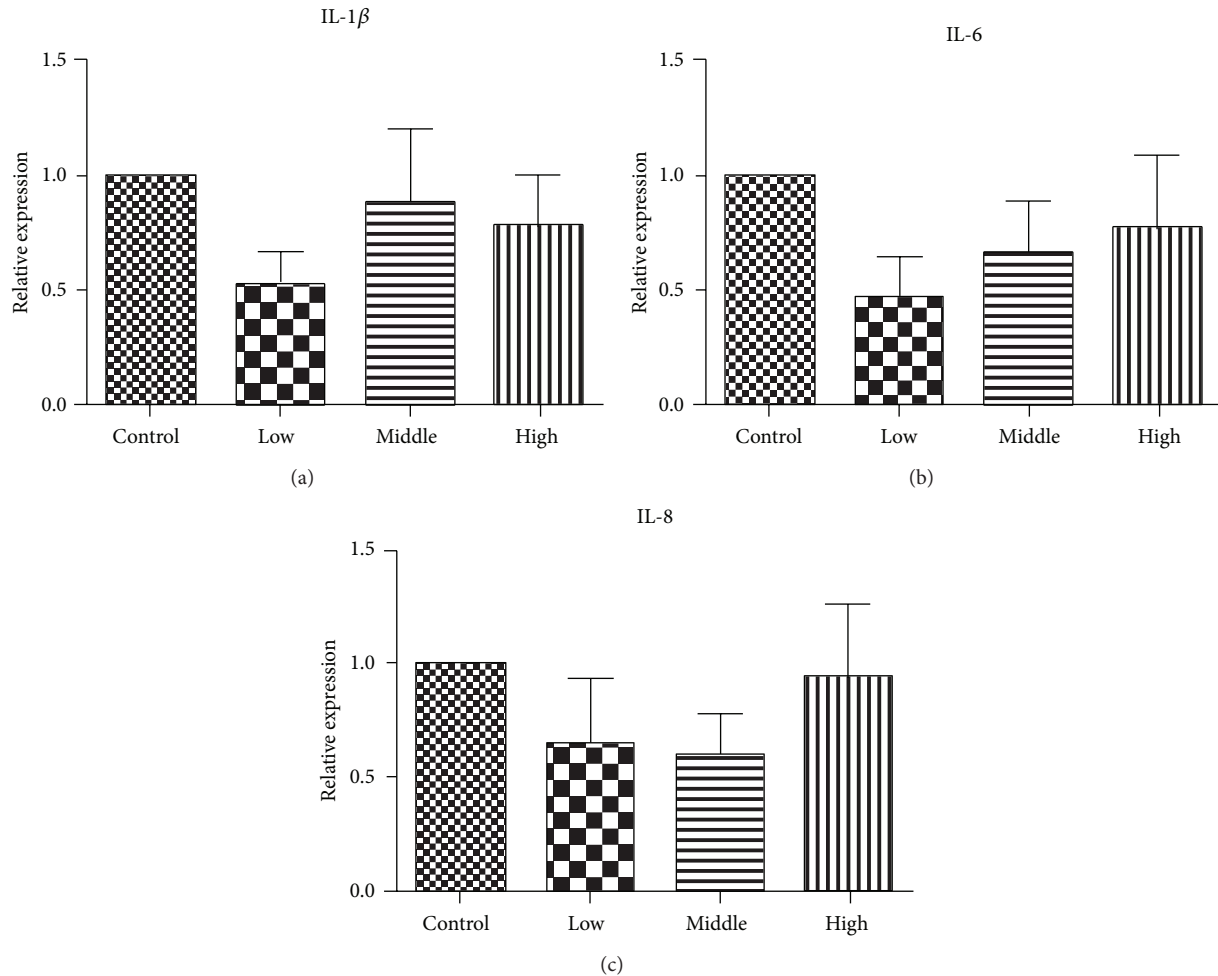 IL-1β
Relative expression
1.5
1.0
0.5
0.0
Control Low Middle High
(a)
IL-6
Relative expression
1.5
1.0
0.5
0.0
Control Low Middle High
(b)
IL-8
Relative expression
1.5
1.0
0.5
0.0
Control Low Middle High
(c)